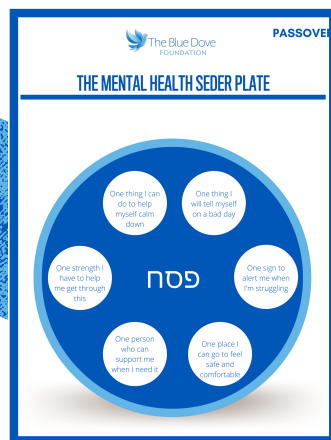 The Blue Dove
FOUNDATION
PASSOVER
THE MENTAL HEALTH SEDER PLATE
One thing I can
do to help
myself calm
down
One thing I
will tell myself
on a bad day
One strength I
have to help
me get through
this
פסח
One sign to
alert me when
I'm struggling
One person
who can
support me
when I need it
One place I
can go to feel
safe and
comfortable